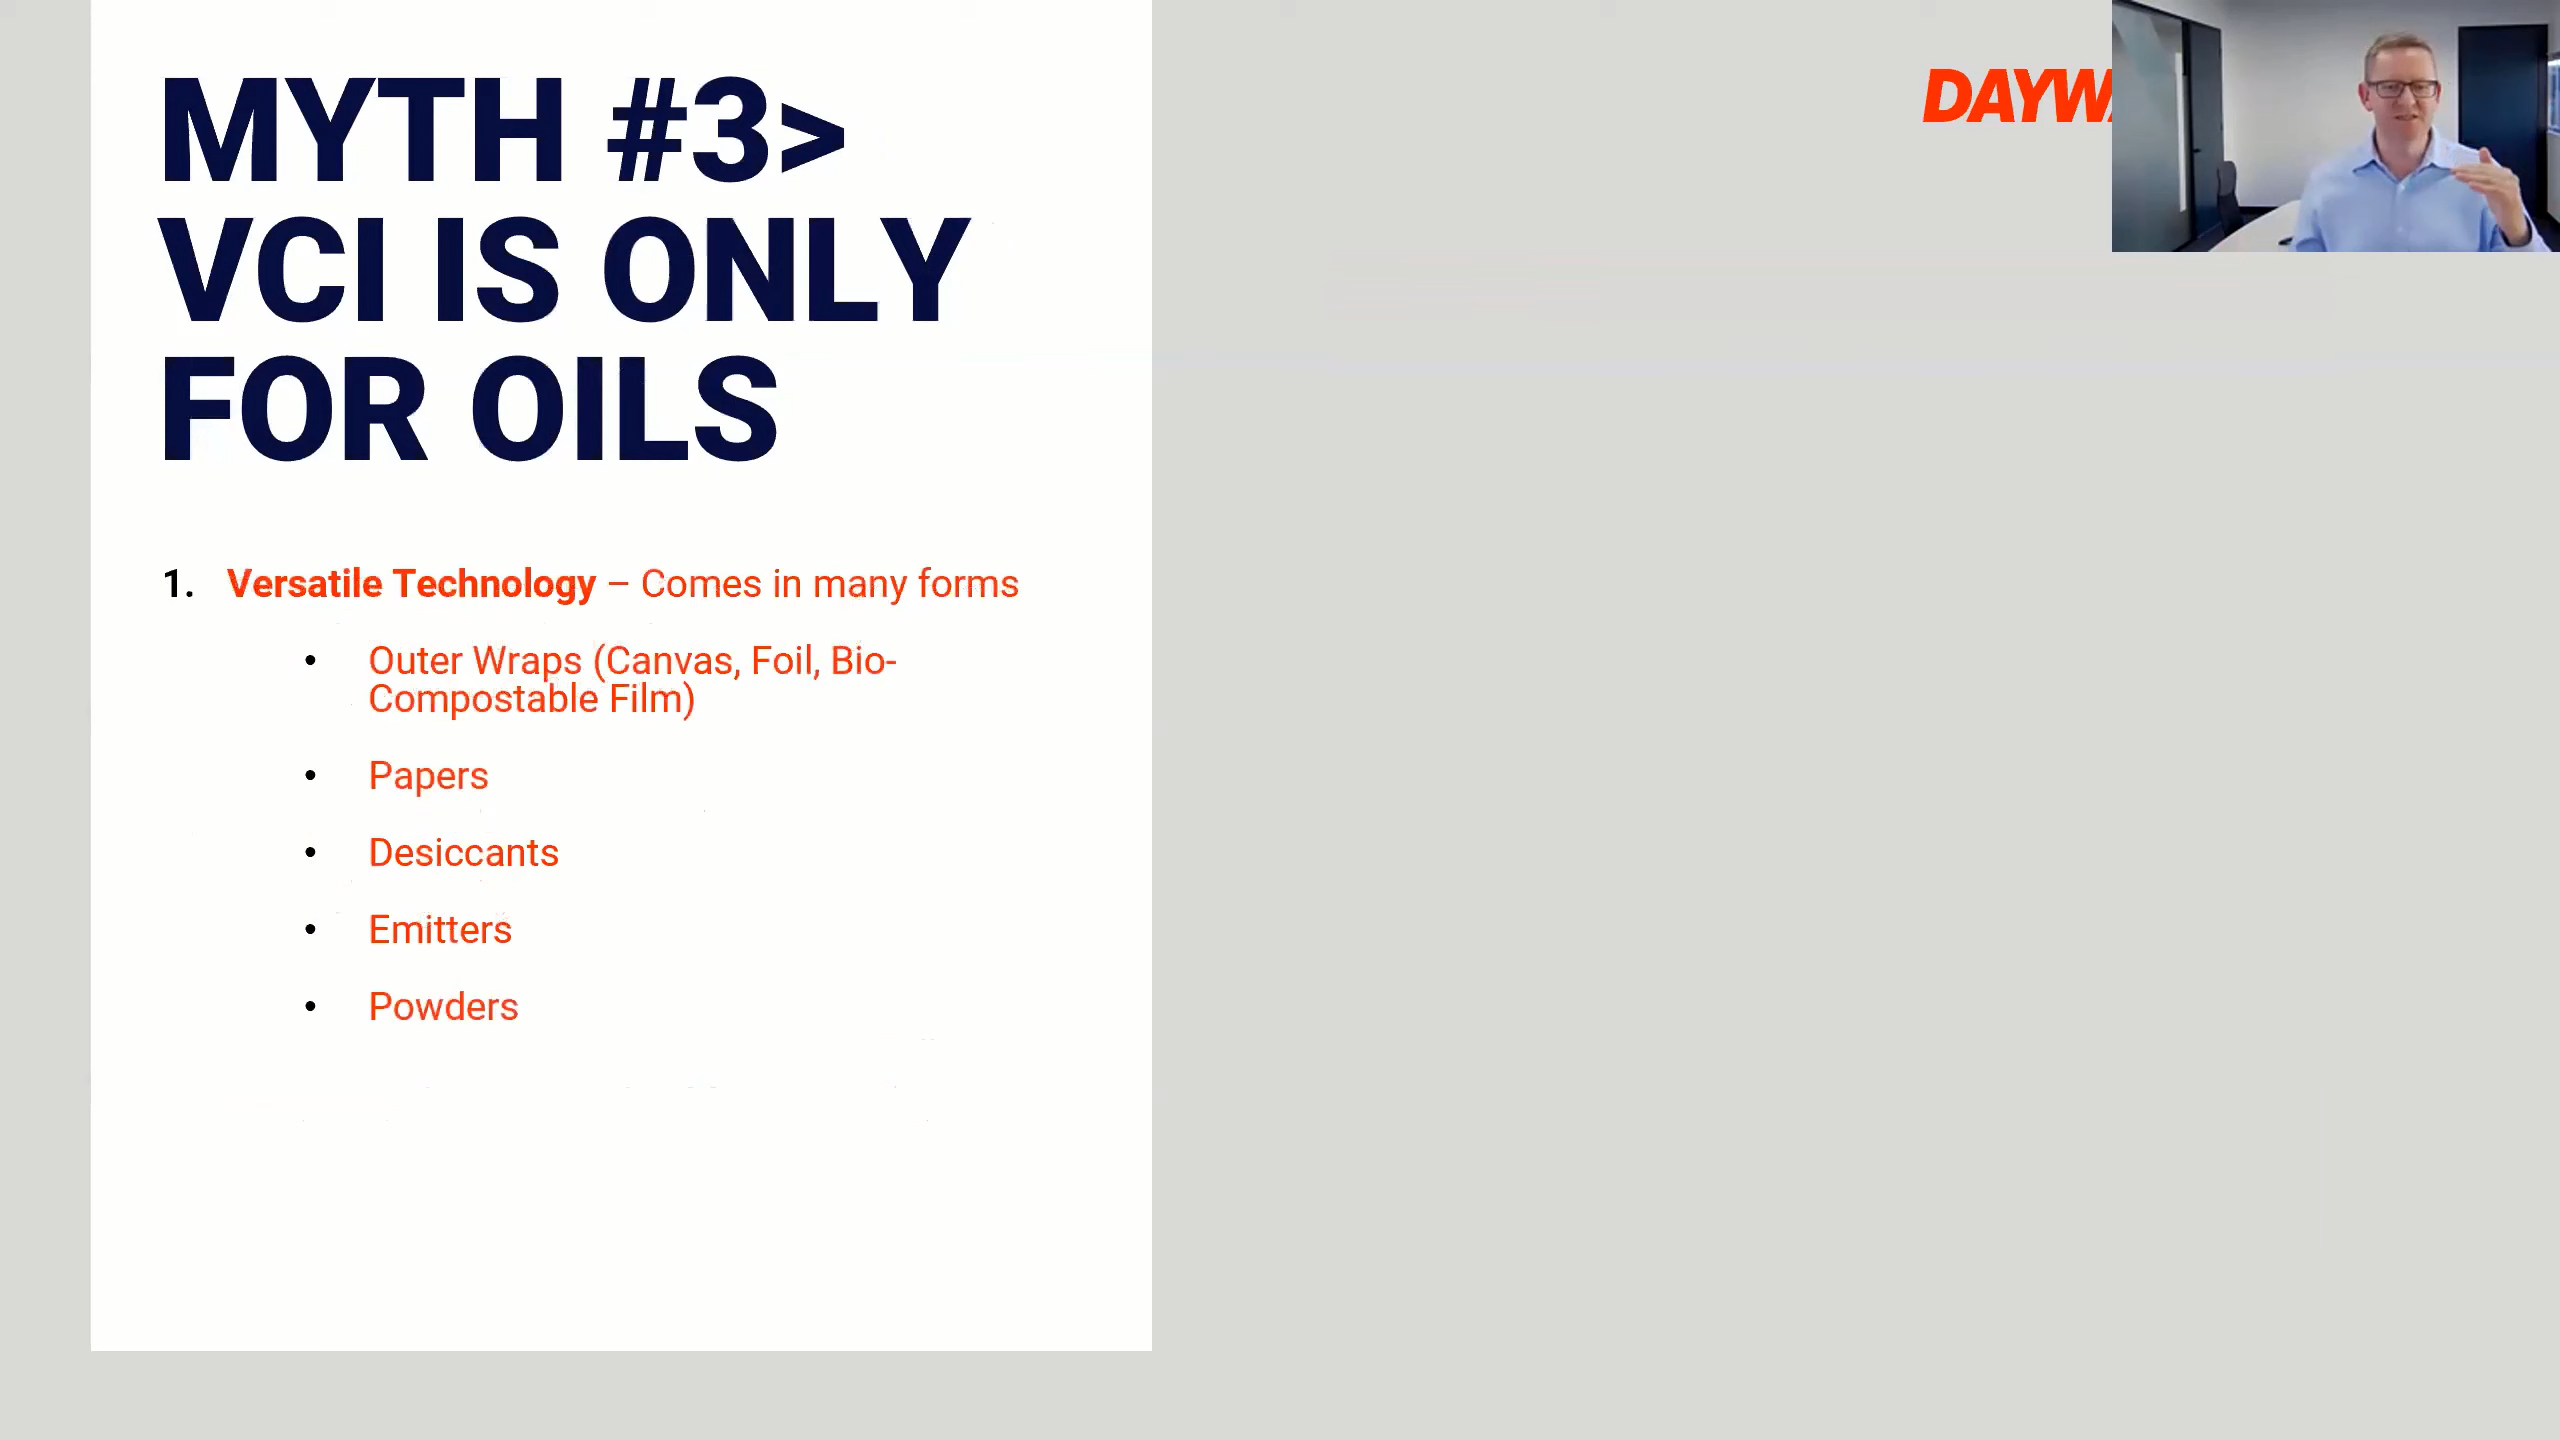 MYTH #3>
VCI IS ONLY
FOR OILS
DAYW
1. Versatile Technology – Comes in many forms
• Outer Wraps (Canvas, Foil, Bio-
Compostable Film)
• Papers
• Desiccants
• Emitters
• Powders